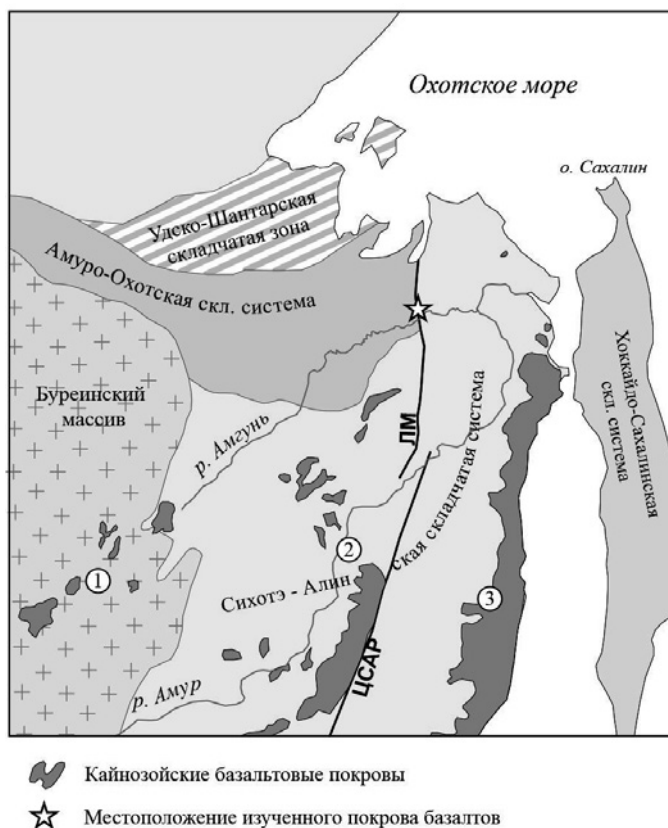 Охотское море
о. Сахалин
Удско-Шантарская
складчатая зона
Амуро-Охотская скл. система
Буреинский
массив
р. Амгунь
ЛМ
Хоккайдо-Сахалинская
скл. система
1
2
3
Сихотэ - Алин
ская складчатая система
ЦСАР
р. Амур
Кайнозойские базальтовые покровы
Местоположение изученного покрова базалтов